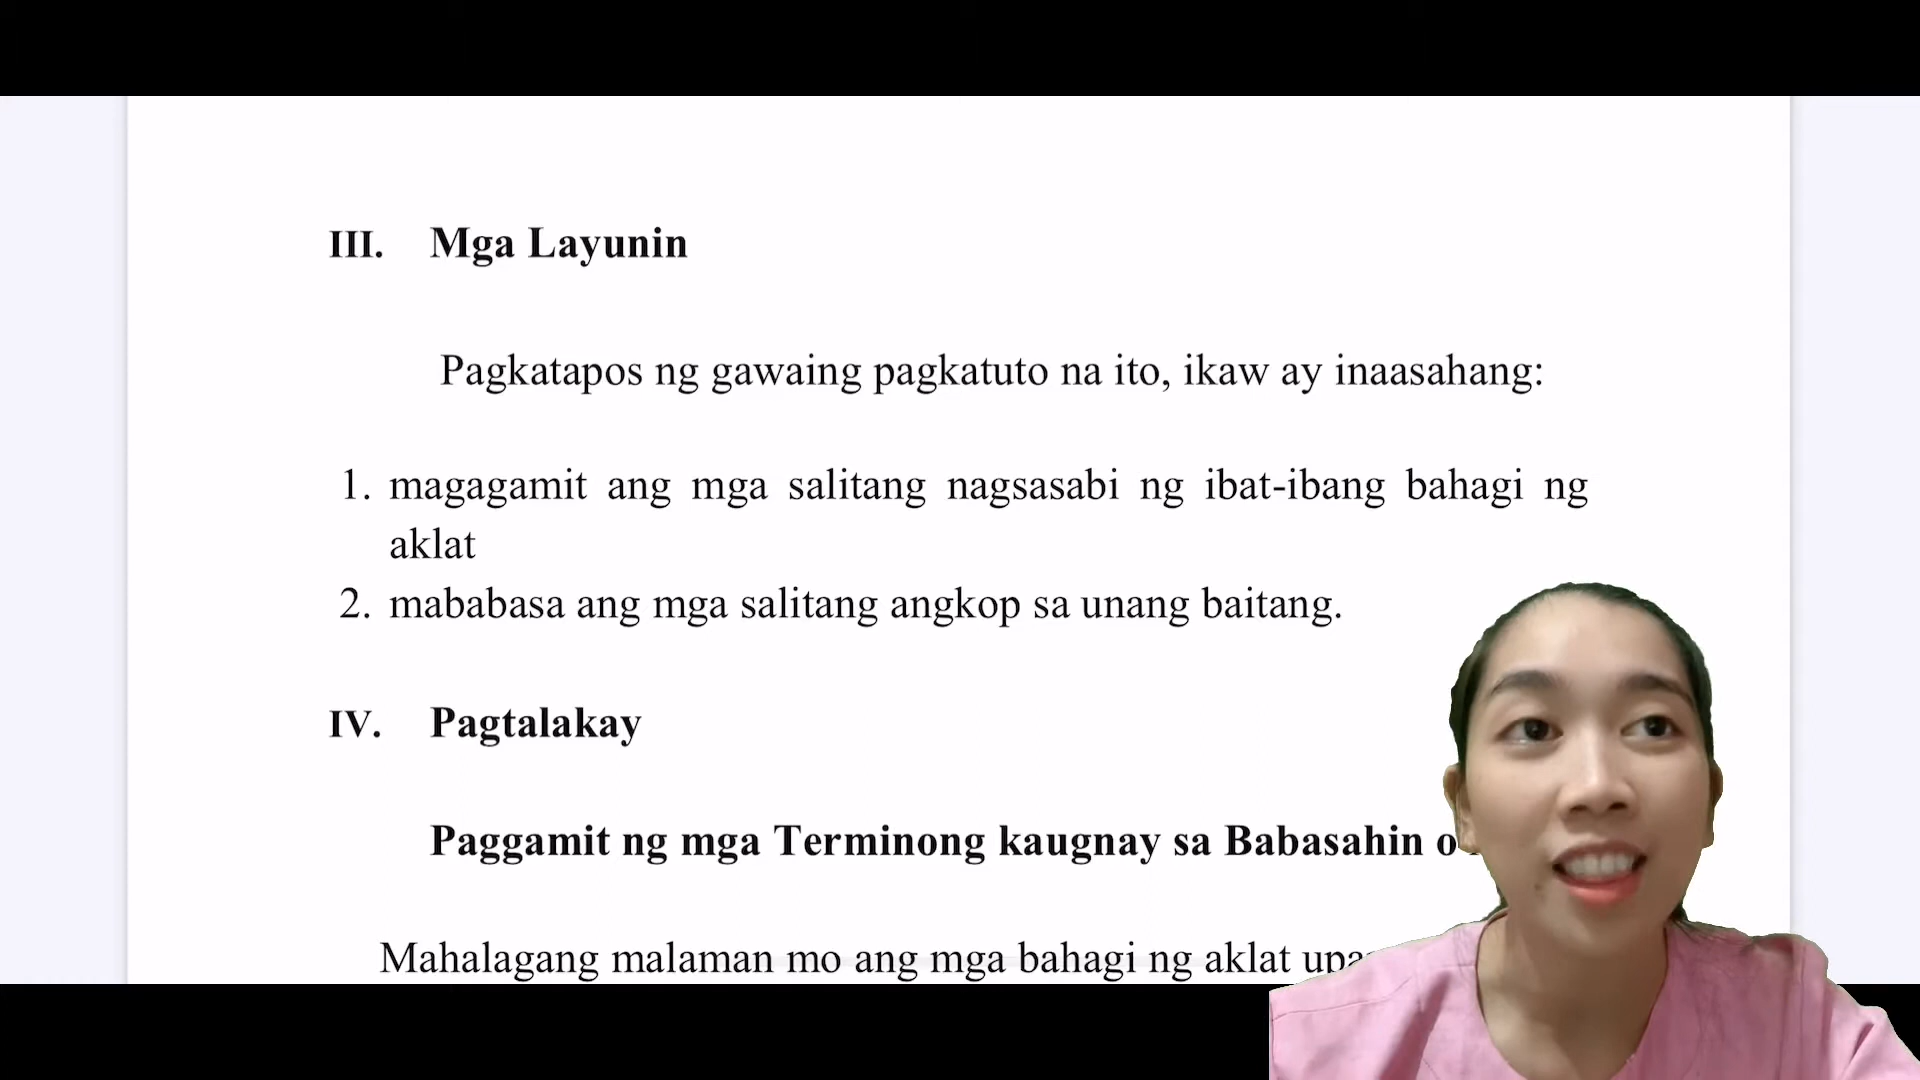 III. Mga Layunin
Pagkatapos ng gawaing pagkatuto na ito, ikaw ay inaasahang:
1. magagamit ang mga salitang nagsasabi ng ibat-ibang bahagi ng
aklat
2. mababasa ang mga salitang angkop sa unang baitang.
IV. Pagtalakay
Paggamit ng mga Terminong kaugnay sa Babasahin o
Mahalagang malaman mo ang mga bahagi ng aklat